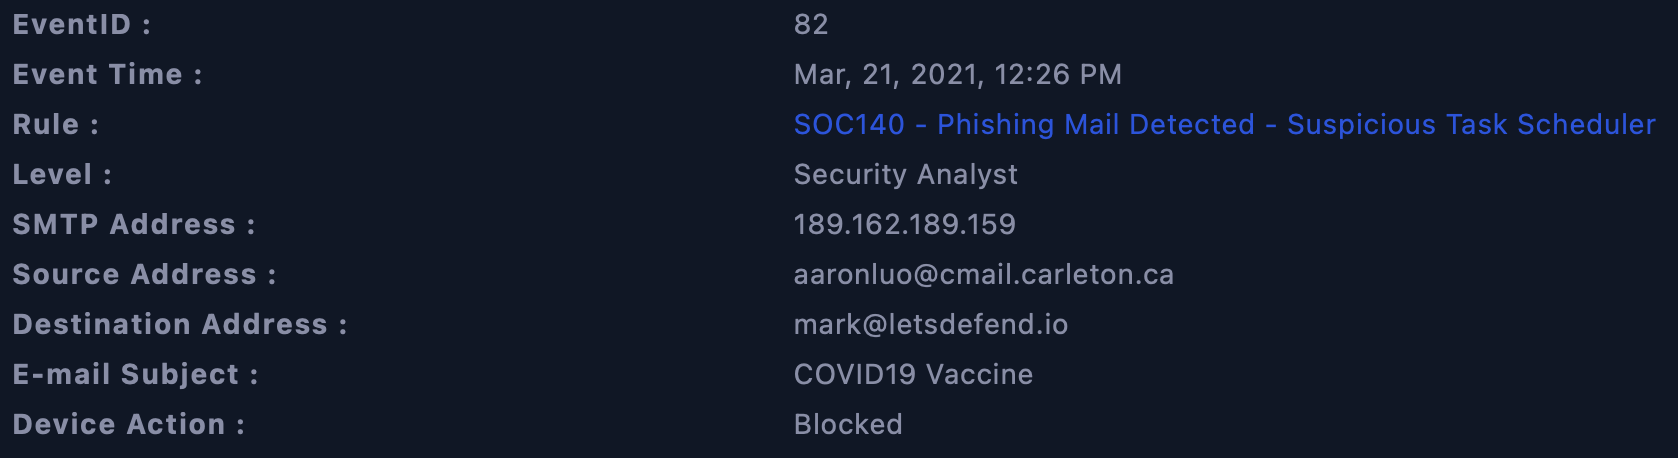 EventID : 82
Event Time : Mar, 21, 2021, 12:26 PM
Rule : SOC140 - Phishing Mail Detected - Suspicious Task Scheduler
Level : Security Analyst
SMTP Address : 189.162.189.159
Source Address : aaronluo@cmail.carleton.ca
Destination Address : mark@letsdefend.io
E-mail Subject : COVID19 Vaccine
Device Action : Blocked